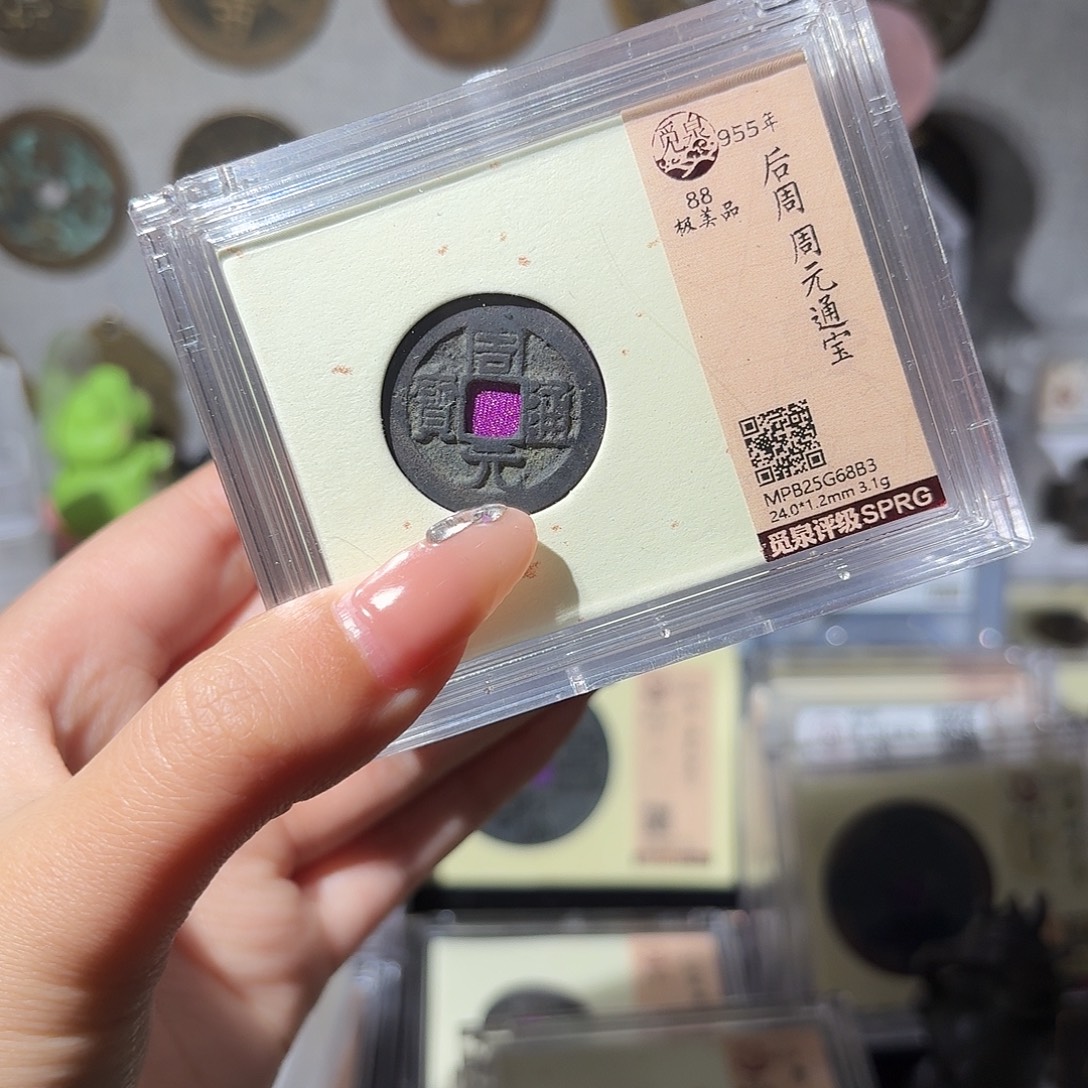 周元通寶
觅泉
955年
88
极美品
后周 周元通宝
MPB25G68B3
24.0*1.2mm 3.1g
觅泉评级SPRG